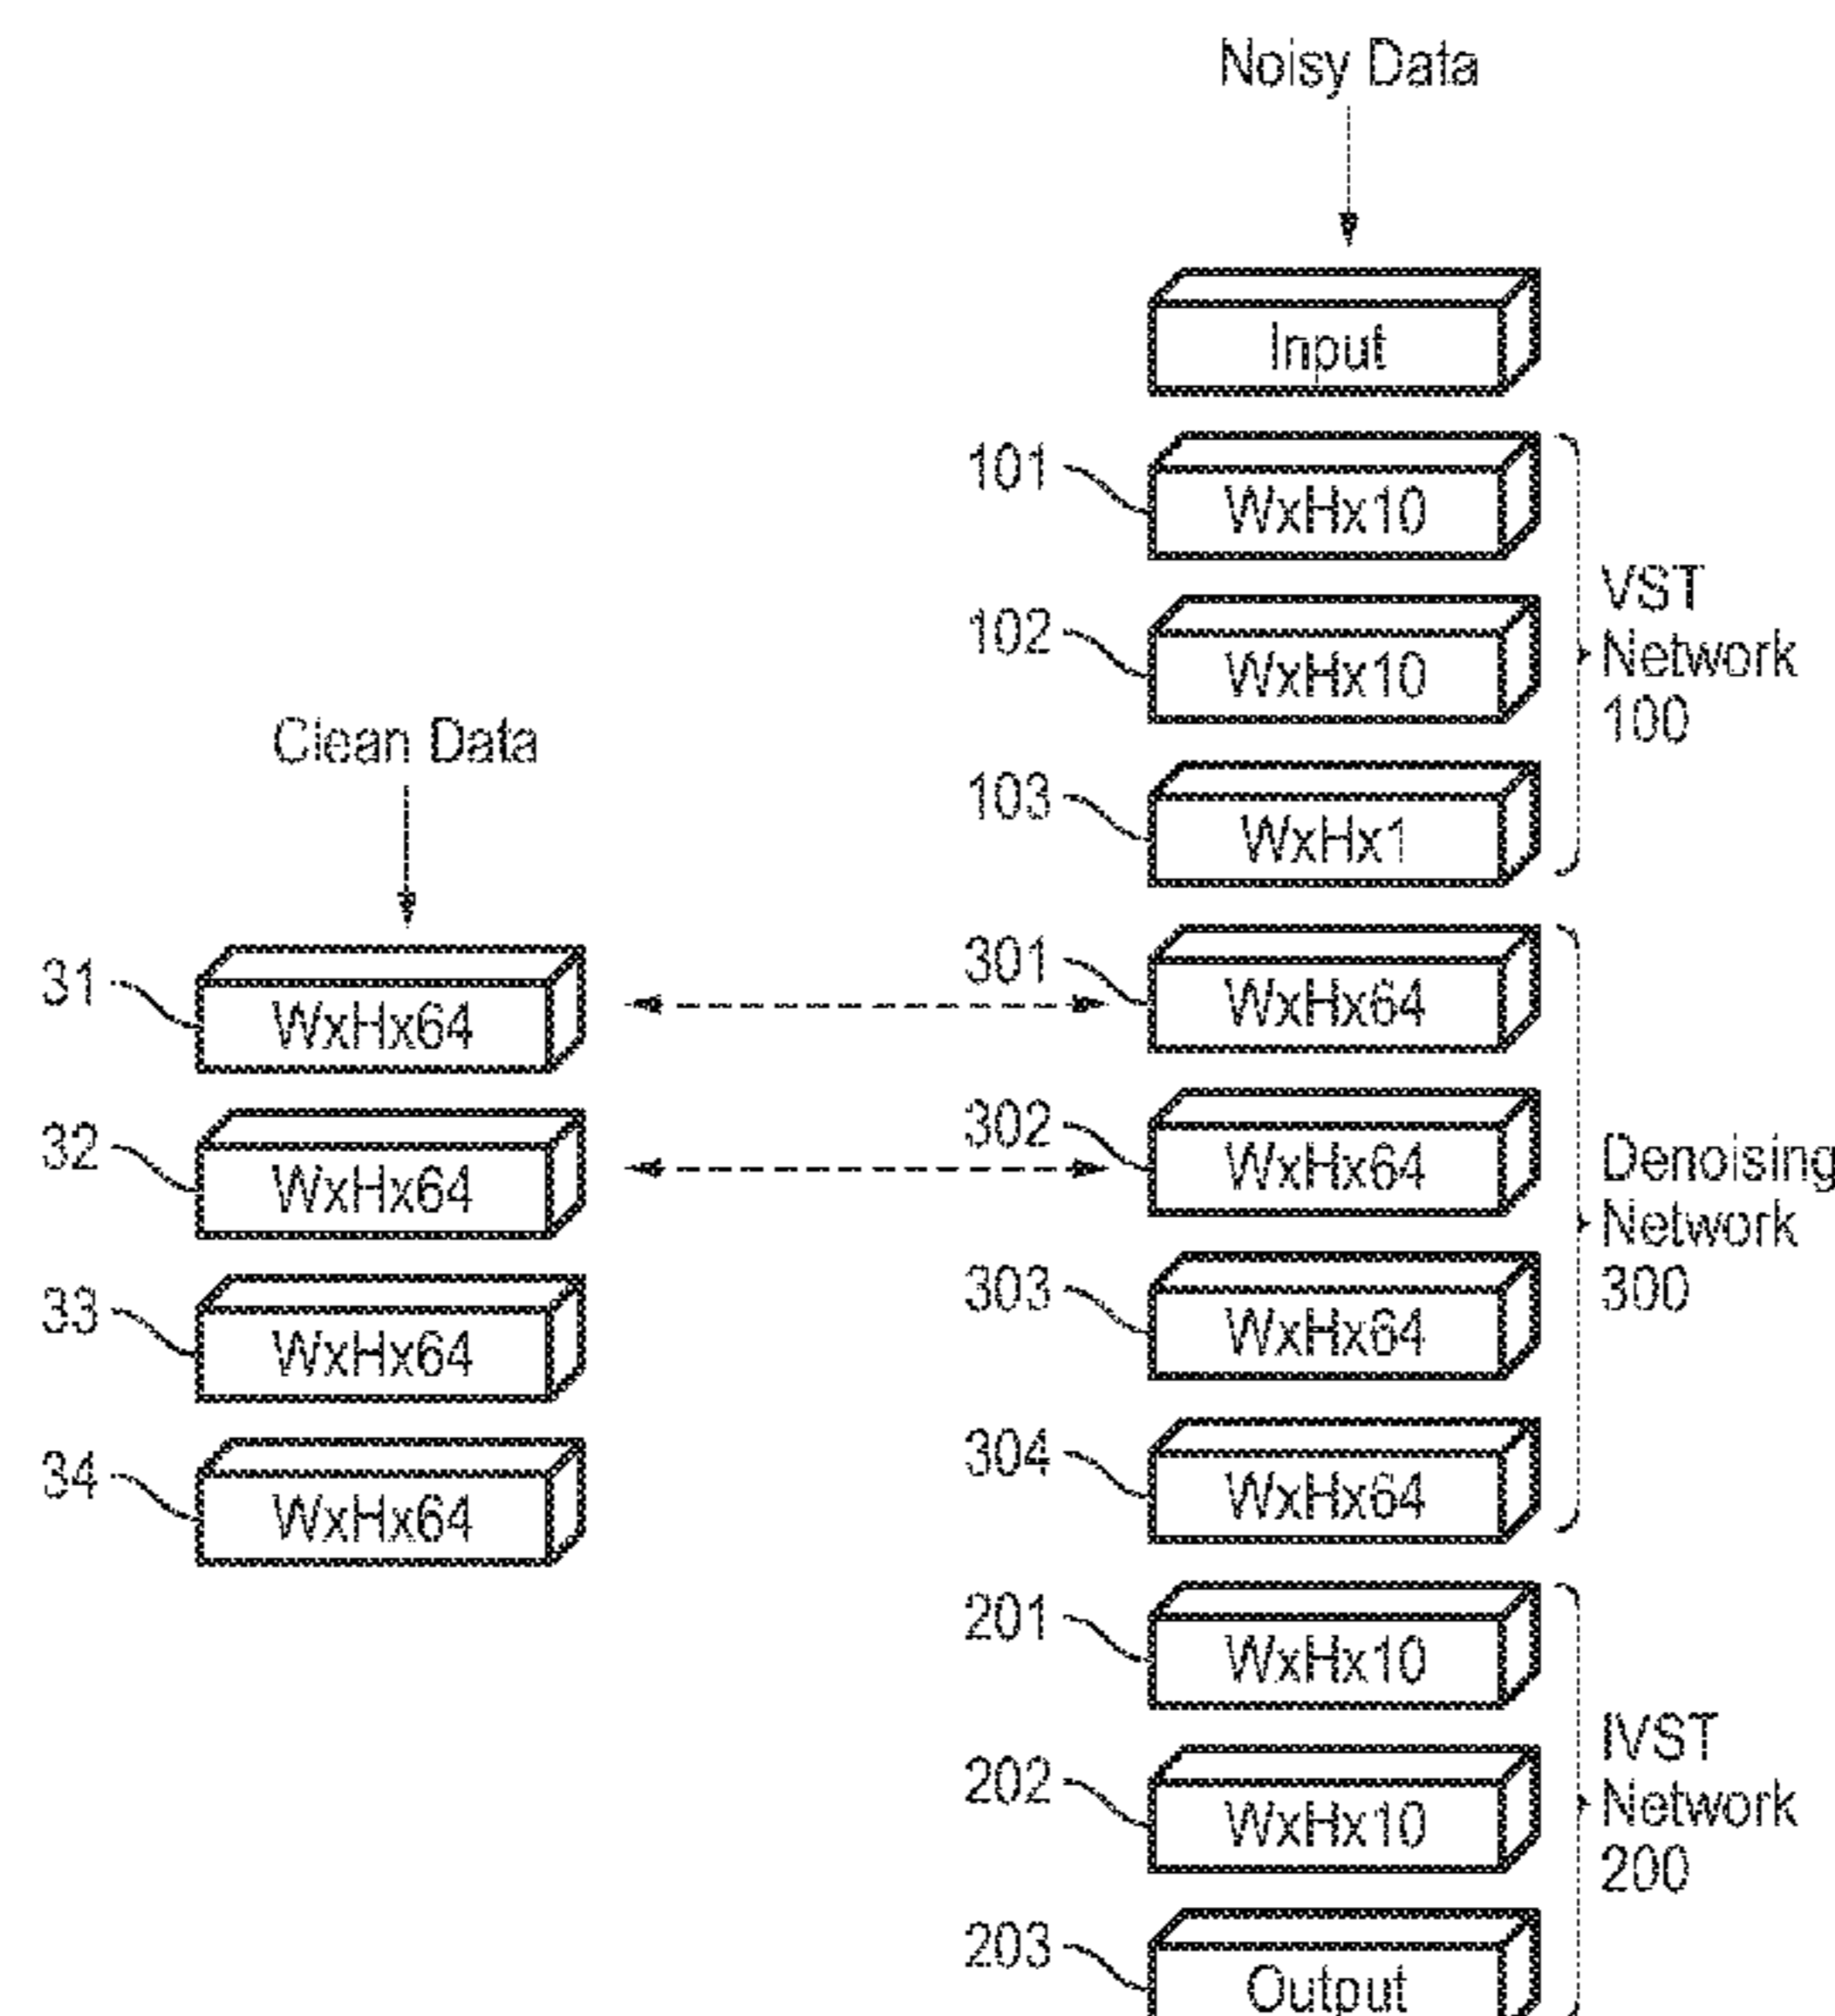 Noisy Data
Input
101
WxHx10
102
WxHx10
103
WxHx1
VST
Network
100
Clean Data
31
WxHx64
32
WxHx64
33
WxHx64
34
WxHx64
301
WxHx64
302
WxHx64
303
WxHx64
304
WxHx64
Denoising
Network
300
201
WxHx10
202
WxHx10
203
Output
IVST
Network
200